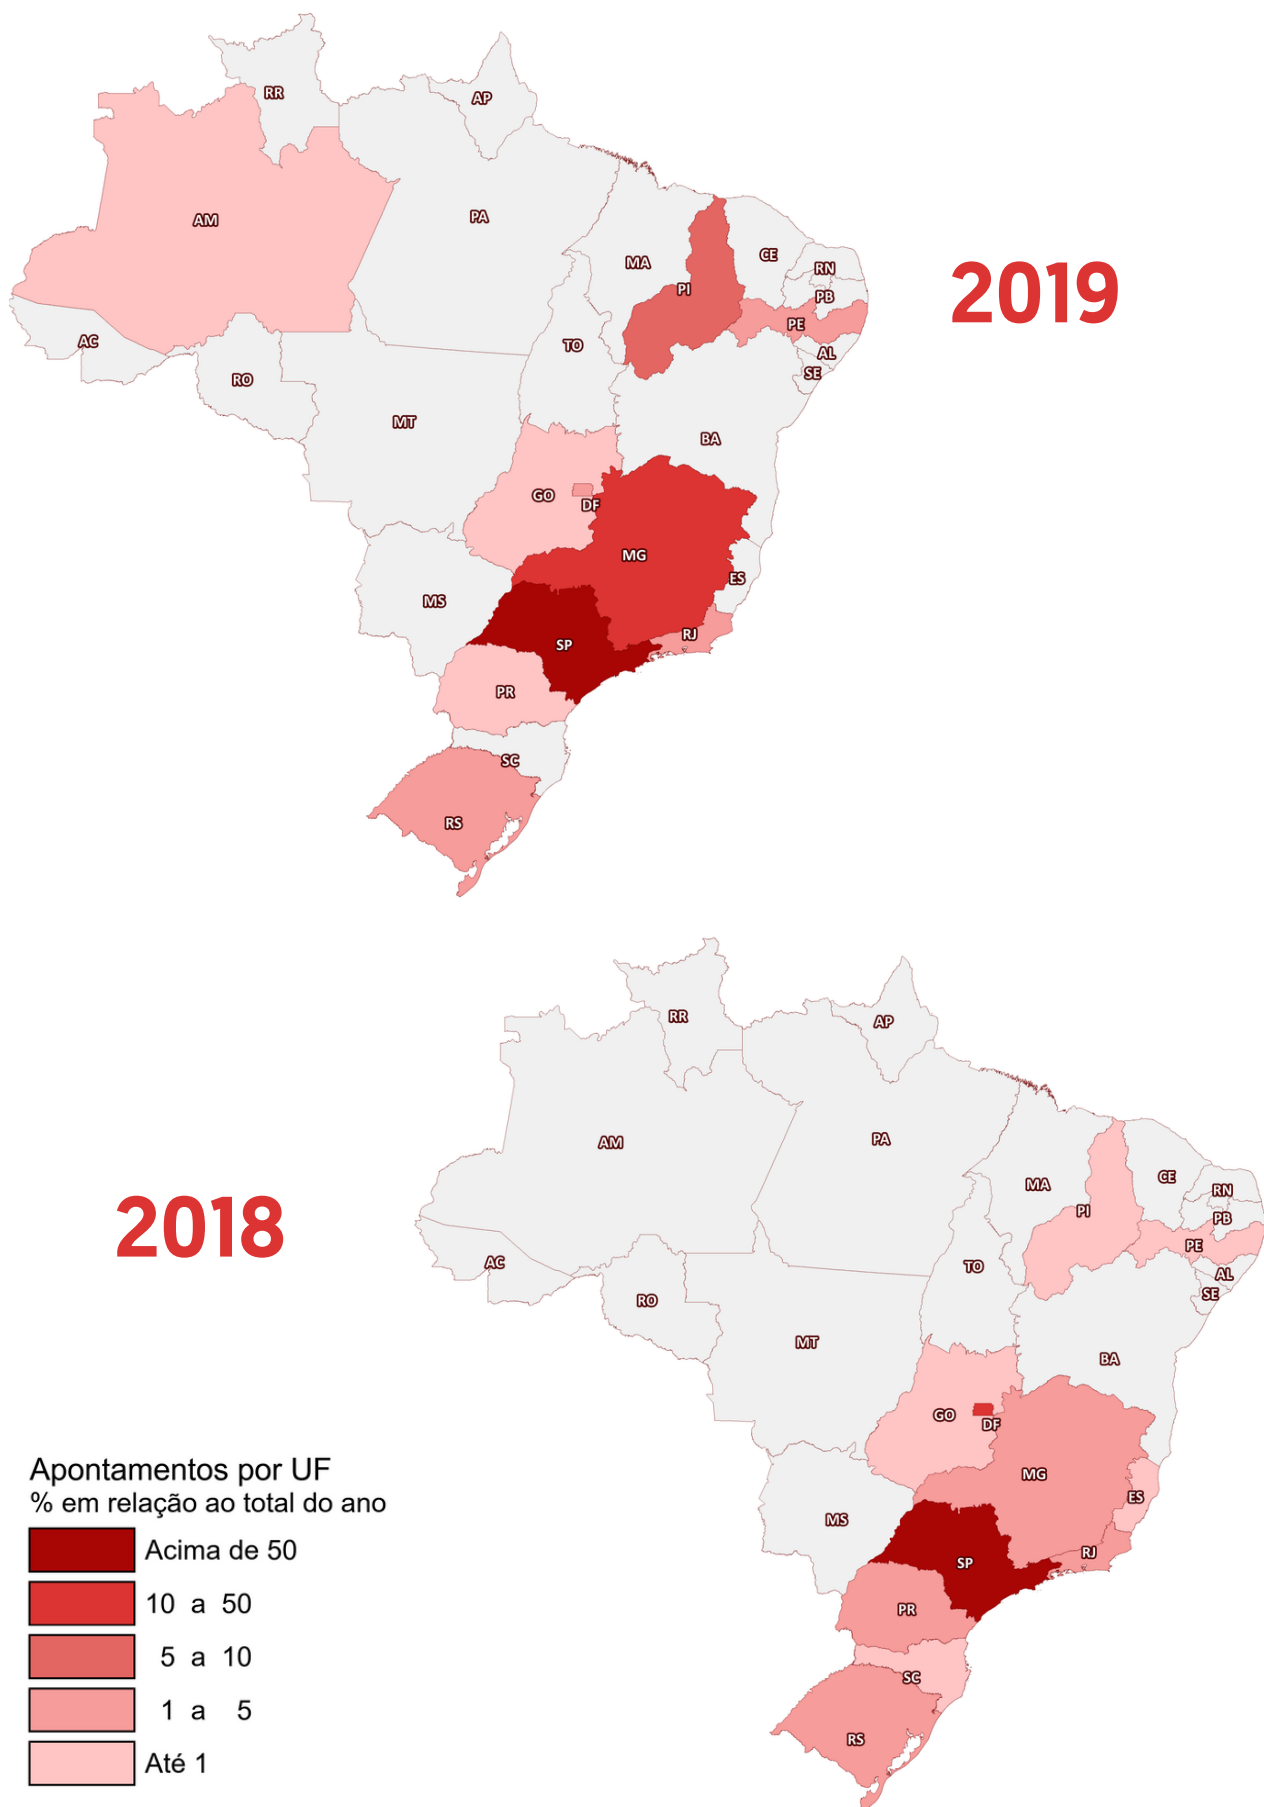 RR
AP
AM
PA
MA
CE
RN
PI
PB
PE
AC
TO
AL
RO
SE
MT
BA
GO
DF
MG
MS
ES
RJ
SP
PR
SC
RS
2019
RR
AP
AM
PA
MA
CE
RN
PI
PB
PE
AC
TO
AL
RO
SE
MT
BA
GO
DF
MG
MS
ES
RJ
SP
PR
SC
RS
2018
Apontamentos por UF
% em relação ao total do ano
Acima de 50
10 a 50
5 a 10
1 a 5
Até 1